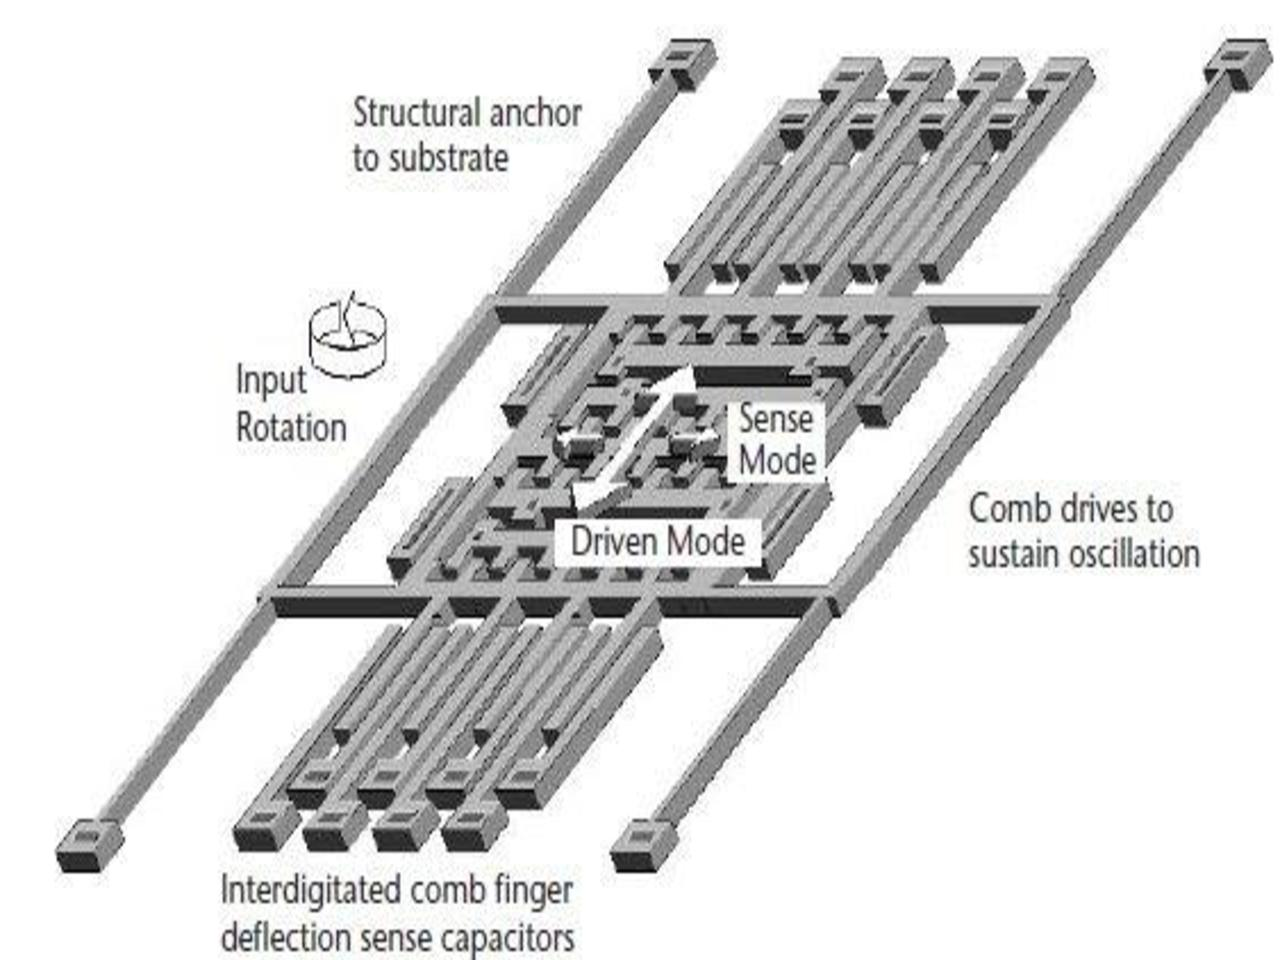 Structural anchor
to substrate
Input
Rotation
Sense
Mode
Driven Mode
Comb drives to
sustain oscillation
Interdigitated comb finger
deflection sense capacitors